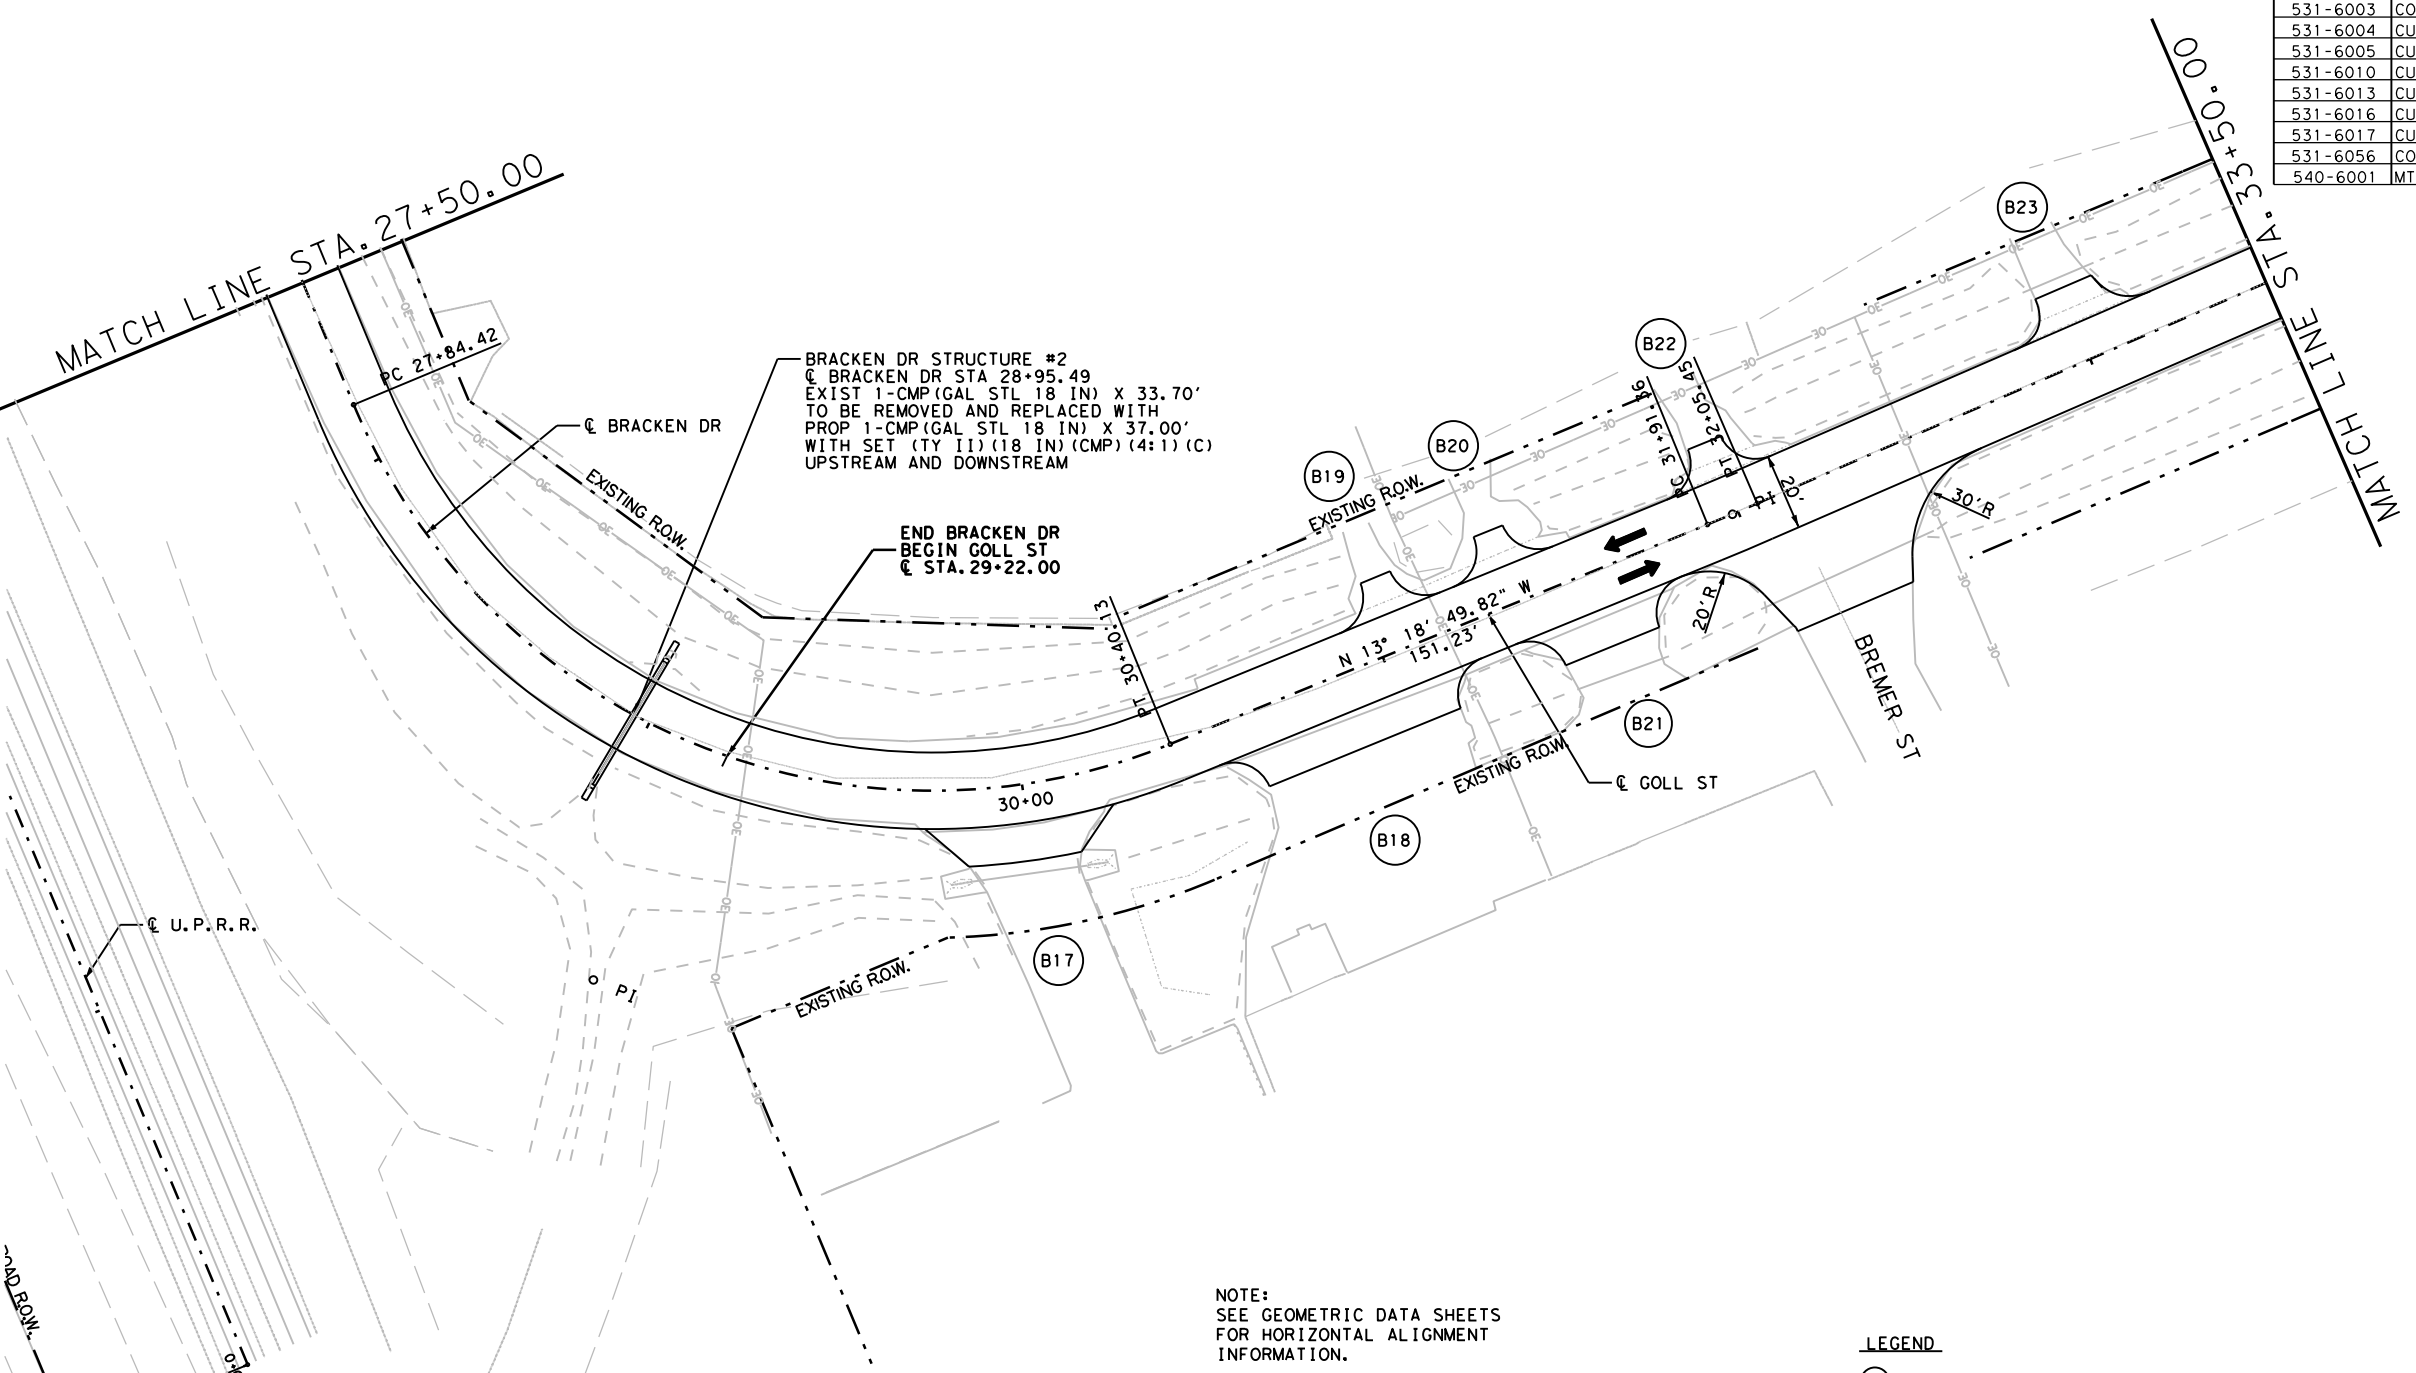 531-6003 CO
531-6004 CU
531-6005 CU
531-6010 CU
531-6013 CU
531-6016 CU
531-6017 CU
531-6056 CO
540-6001 MT
MATCH LINE STA. 27+50.00
MATCH LINE STA. 33+50.00
PC 27+84.42
℄ BRACKEN DR
BRACKEN DR STRUCTURE #2
℄ BRACKEN DR STA 28+95.49
EXIST 1-CMP(GAL STL 18 IN) X 33.70'
TO BE REMOVED AND REPLACED WITH
PROP 1-CMP(GAL STL 18 IN) X 37.00'
WITH SET (TY II)(18 IN)(CMP)(4:1)(C)
UPSTREAM AND DOWNSTREAM
EXISTING R.O.W.
END BRACKEN DR
BEGIN GOLL ST
℄ STA.29+22.00
PT 30+40.13
B19
B20
B22
B23
EXISTING R.O.W.
PC 31+91.36
PT 32+05.45
PI
20'
30'R
20'R
N 13° 18' 49.82" W
151.23'
BREMER ST
30+00
B21
℄ GOLL ST
EXISTING R.O.W.
B18
B17
EXISTING R.O.W.
℄ U.P.R.R.
PI
R.O.W.
NOTE:
SEE GEOMETRIC DATA SHEETS
FOR HORIZONTAL ALIGNMENT
INFORMATION.
LEGEND